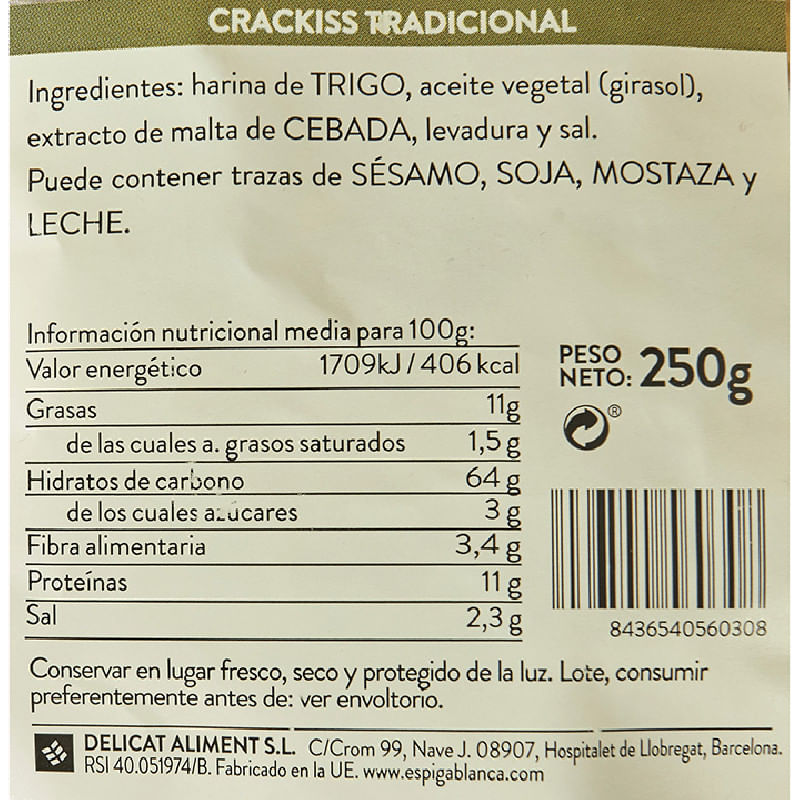 CRACKISS TRADICIONAL
Ingredientes: harina de TRIGO, aceite vegetal (girasol),
extracto de malta de CEBADA, levadura y sal.
Puede contener trazas de SÉSAMO, SOJA, MOSTAZA y
LECHE.
Información nutricional media para 100g:
Valor energético 1709kJ / 406 kcal
Grasas 11g
de las cuales a. grasos saturados 1,5 g
Hidratos de carbono 64 g
de los cuales azúcares 3 g
Fibra alimentaria 3,4 g
Proteínas 11 g
Sal 2,3 g
PESO
NETO: 250g
®
8436540560308
Conservar en lugar fresco, seco y protegido de la luz. Lote, consumir
preferentemente antes de: ver envoltorio.
DELICAT ALIMENT S.L. C/Crom 99, Nave J. 08907, Hospitalet de Llobregat, Barcelona.
RSI 40.051974/B. Fabricado en la UE. www.espigablanca.com